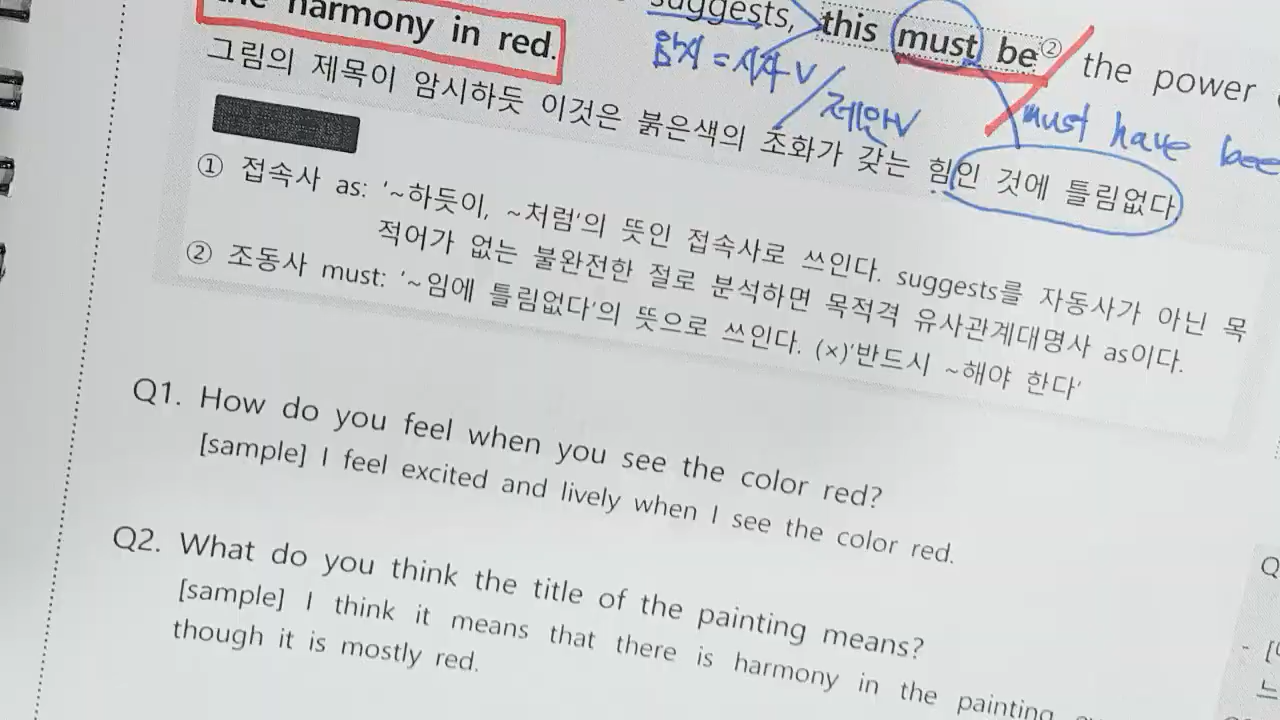 suggests, this must be② the power
the harmony in red.
암시 = 시사 V / 제안V
must have bee
그림의 제목이 암시하듯 이것은 붉은색의 조화가 갖는 힘인 것에 틀림없다
① 접속사 as: '~하듯이, ~처럼'의 뜻인 접속사로 쓰인다. suggests를 자동사가 아닌 목
적어가 없는 불완전한 절로 분석하면 목적격 유사관계대명사 as이다.
② 조동사 must: '~임에 틀림없다'의 뜻으로 쓰인다. (×)'반드시 ~해야 한다'
Q1. How do you feel when you see the color red?
[sample] I feel excited and lively when I see the color red.
Q2. What do you think the title of the painting means?
[sample] I think it means that there is harmony in the painting
though it is mostly red.
Q